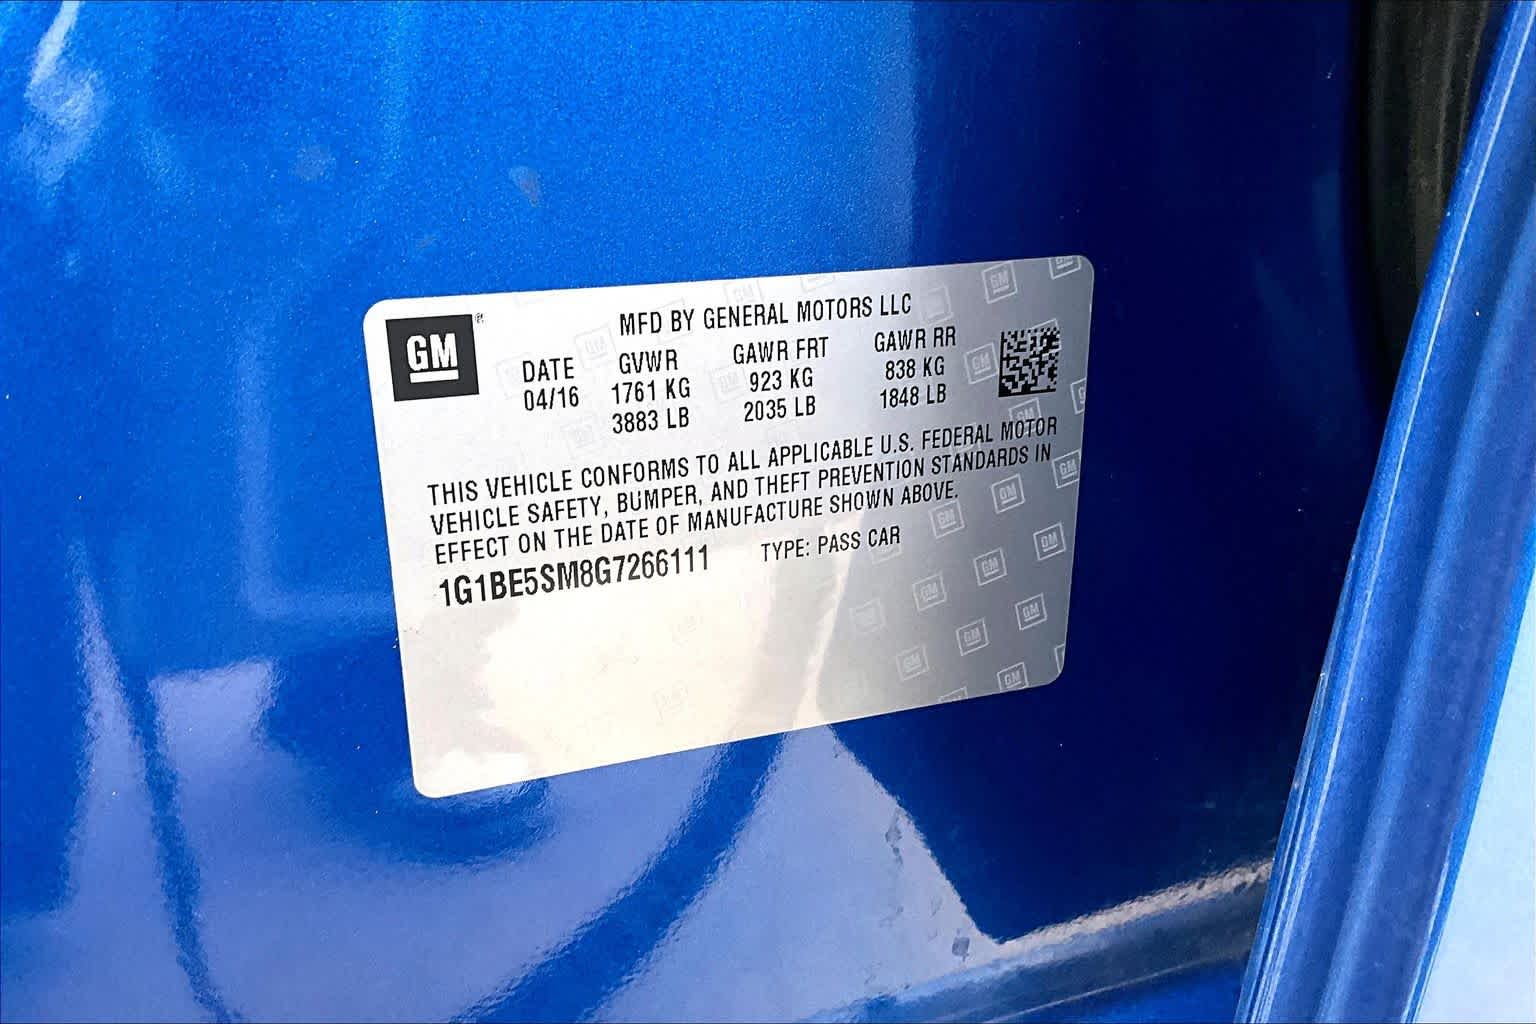 GM
MFD BY GENERAL MOTORS LLC
DATE GVWR GAWR FRT GAWR RR
04/16 1761 KG 923 KG 838 KG
3883 LB 2035 LB 1848 LB
THIS VEHICLE CONFORMS TO ALL APPLICABLE U.S. FEDERAL MOTOR
VEHICLE SAFETY, BUMPER, AND THEFT PREVENTION STANDARDS IN
EFFECT ON THE DATE OF MANUFACTURE SHOWN ABOVE.
1G1BE5SM8G7266111 TYPE: PASS CAR